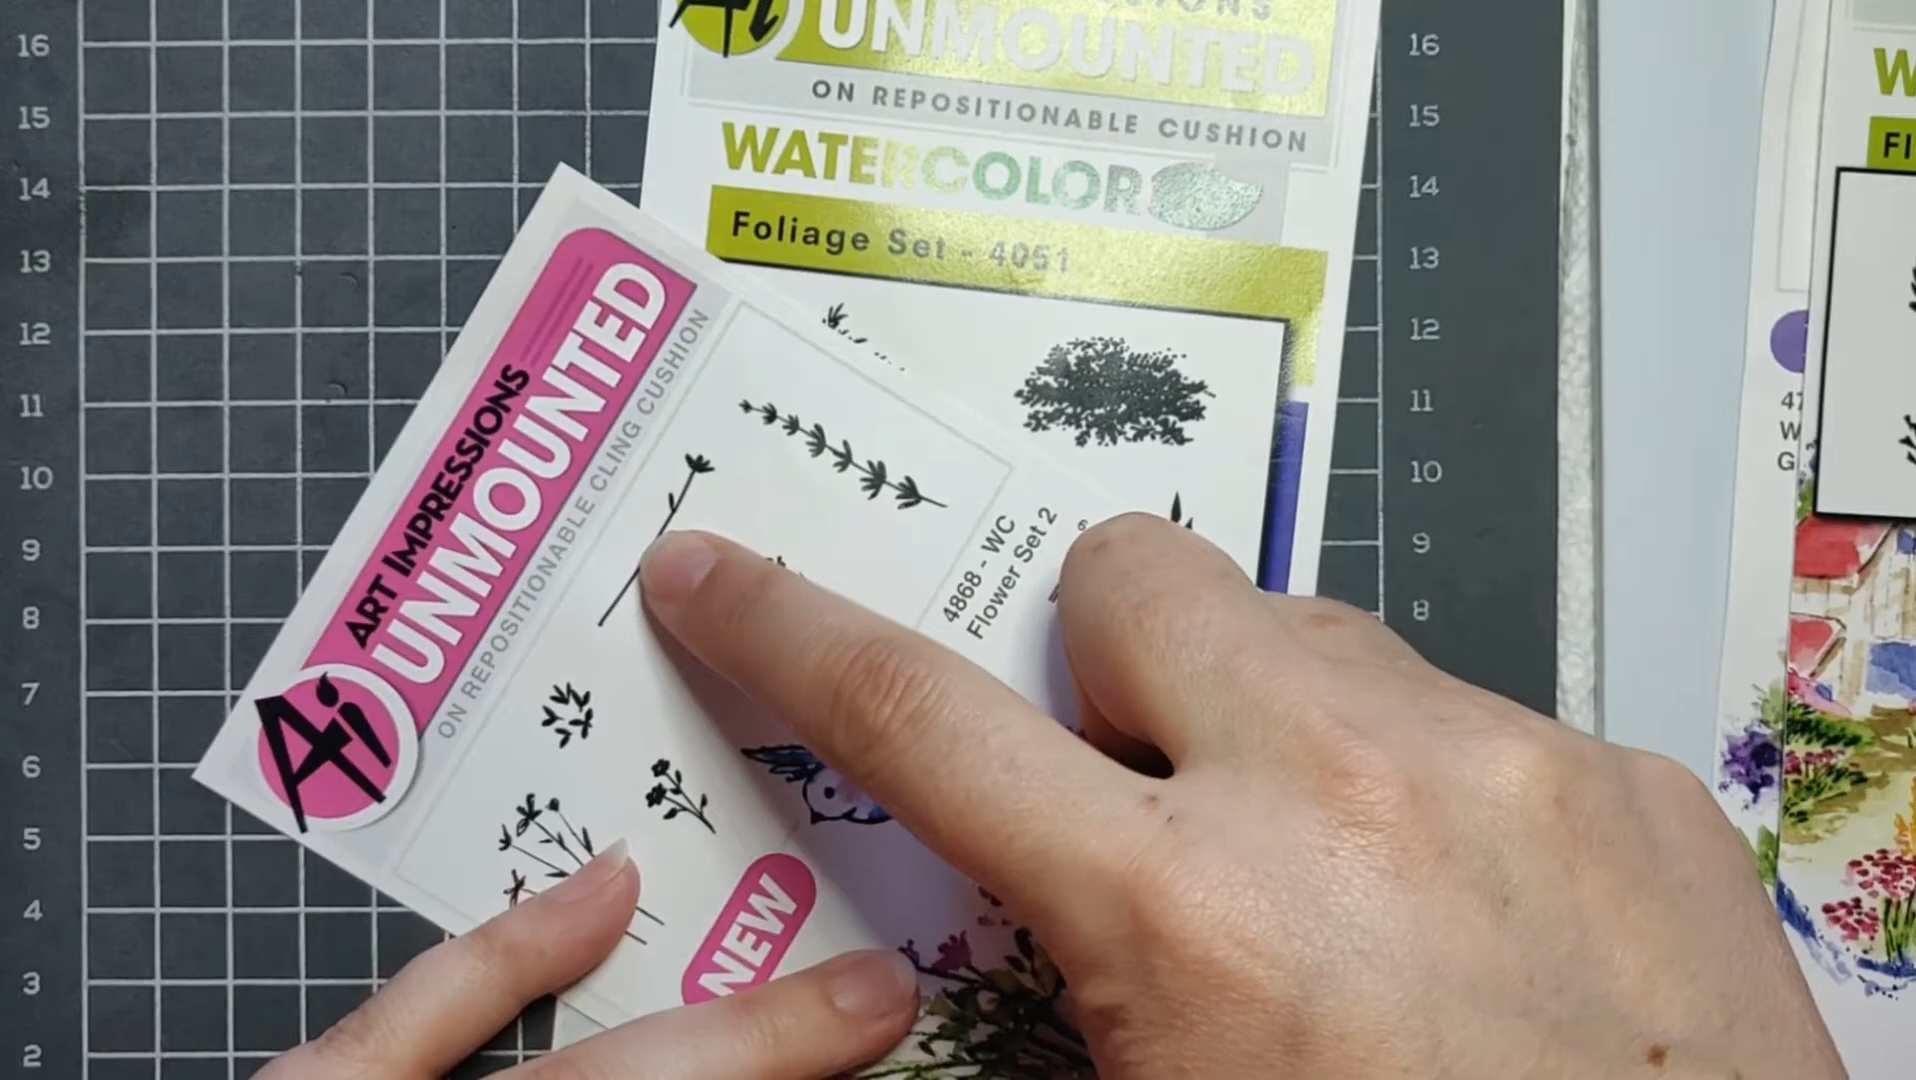 UNMOUNTED
ON REPOSITIONABLE CUSHION
WATERCOLOR
Foliage Set - 4051
Ai
ART IMPRESSIONS
UNMOUNTED
ON REPOSITIONABLE CLING CUSHION
4868 - WC
Flower Set 2
NEW
16
15
14
13
12
11
10
9
8
7
6
5
4
3
2
16
15
14
13
12
11
10
9
8